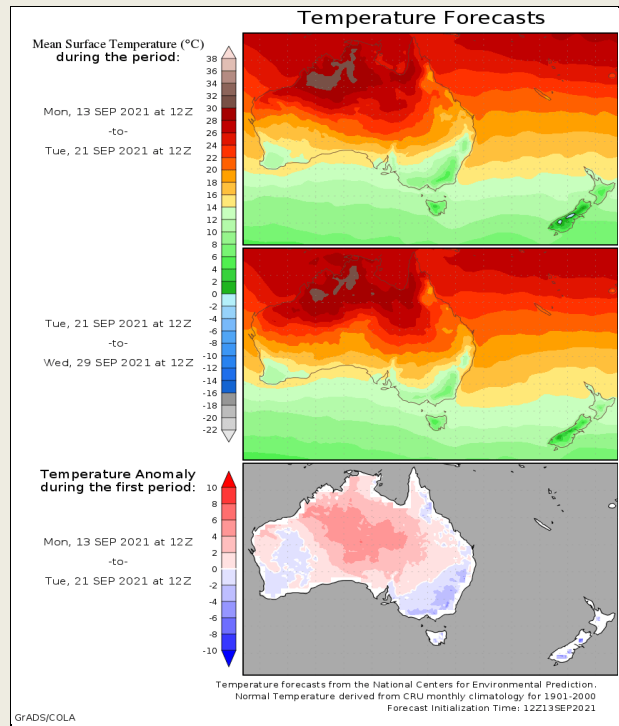 Temperature Forecasts
Mean Surface Temperature (°C)
during the period:
Mon, 13 SEP 2021 at 12Z
-to-
Tue, 21 SEP 2021 at 12Z
38
36
34
32
30
28
26
24
22
20
18
16
14
12
10
8
6
4
2
0
-2
-4
-6
-8
-10
-12
-14
-16
-18
-20
-22
Tue, 21 SEP 2021 at 12Z
-to-
Wed, 29 SEP 2021 at 12Z
Temperature Anomaly
during the first period:
Mon, 13 SEP 2021 at 12Z
-to-
Tue, 21 SEP 2021 at 12Z
10
8
6
4
2
0
-2
-4
-6
-8
-10
Temperature forecasts from the National Centers for Environmental Prediction.
Normal Temperature derived from CRU monthly climatology for 1901-2000
Forecast Initialization Time: 12Z13SEP2021
GrADS/COLA